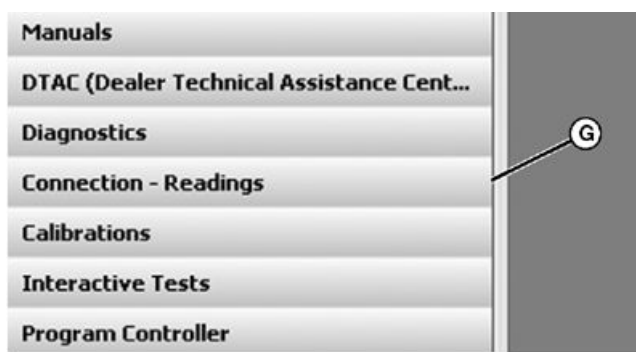 Manuals
DTAC (Dealer Technical Assistance Cent...
Diagnostics
G
Connection - Readings
Calibrations
Interactive Tests
Program Controller